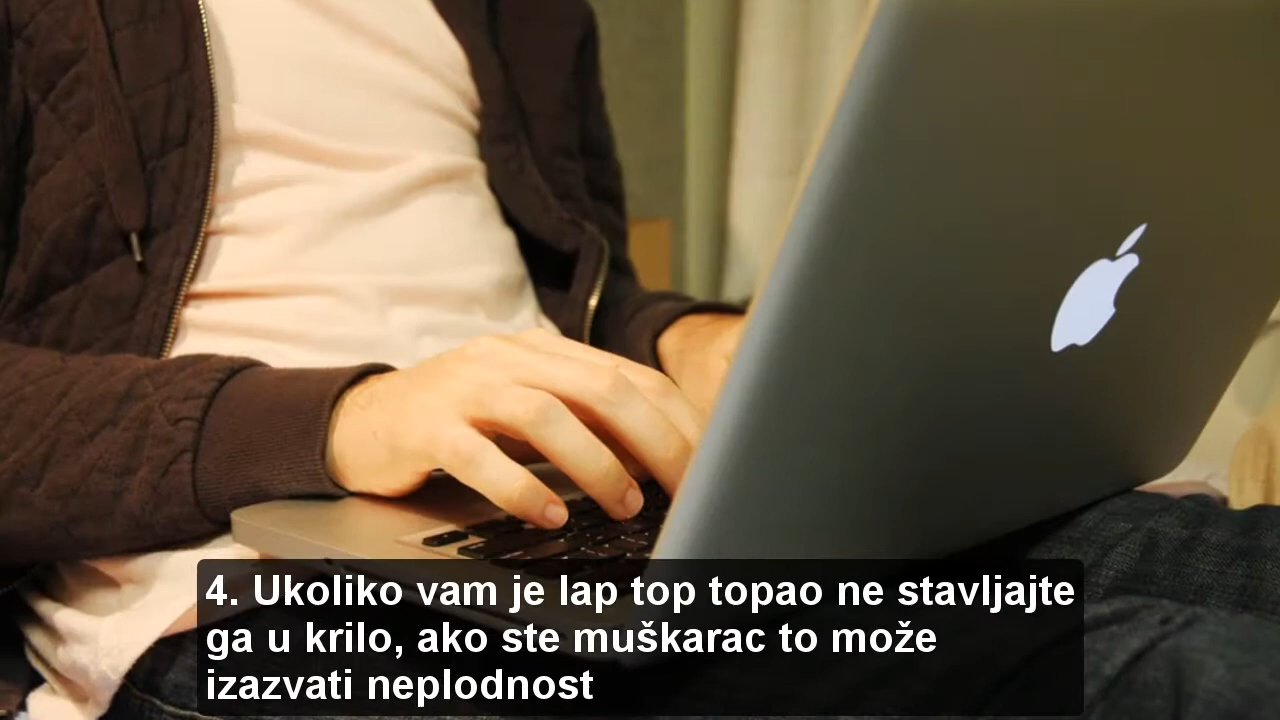 4. Ukoliko vam je lap top topao ne stavljajte
ga u krilo, ako ste muškarac to može
izazvati neplodnost